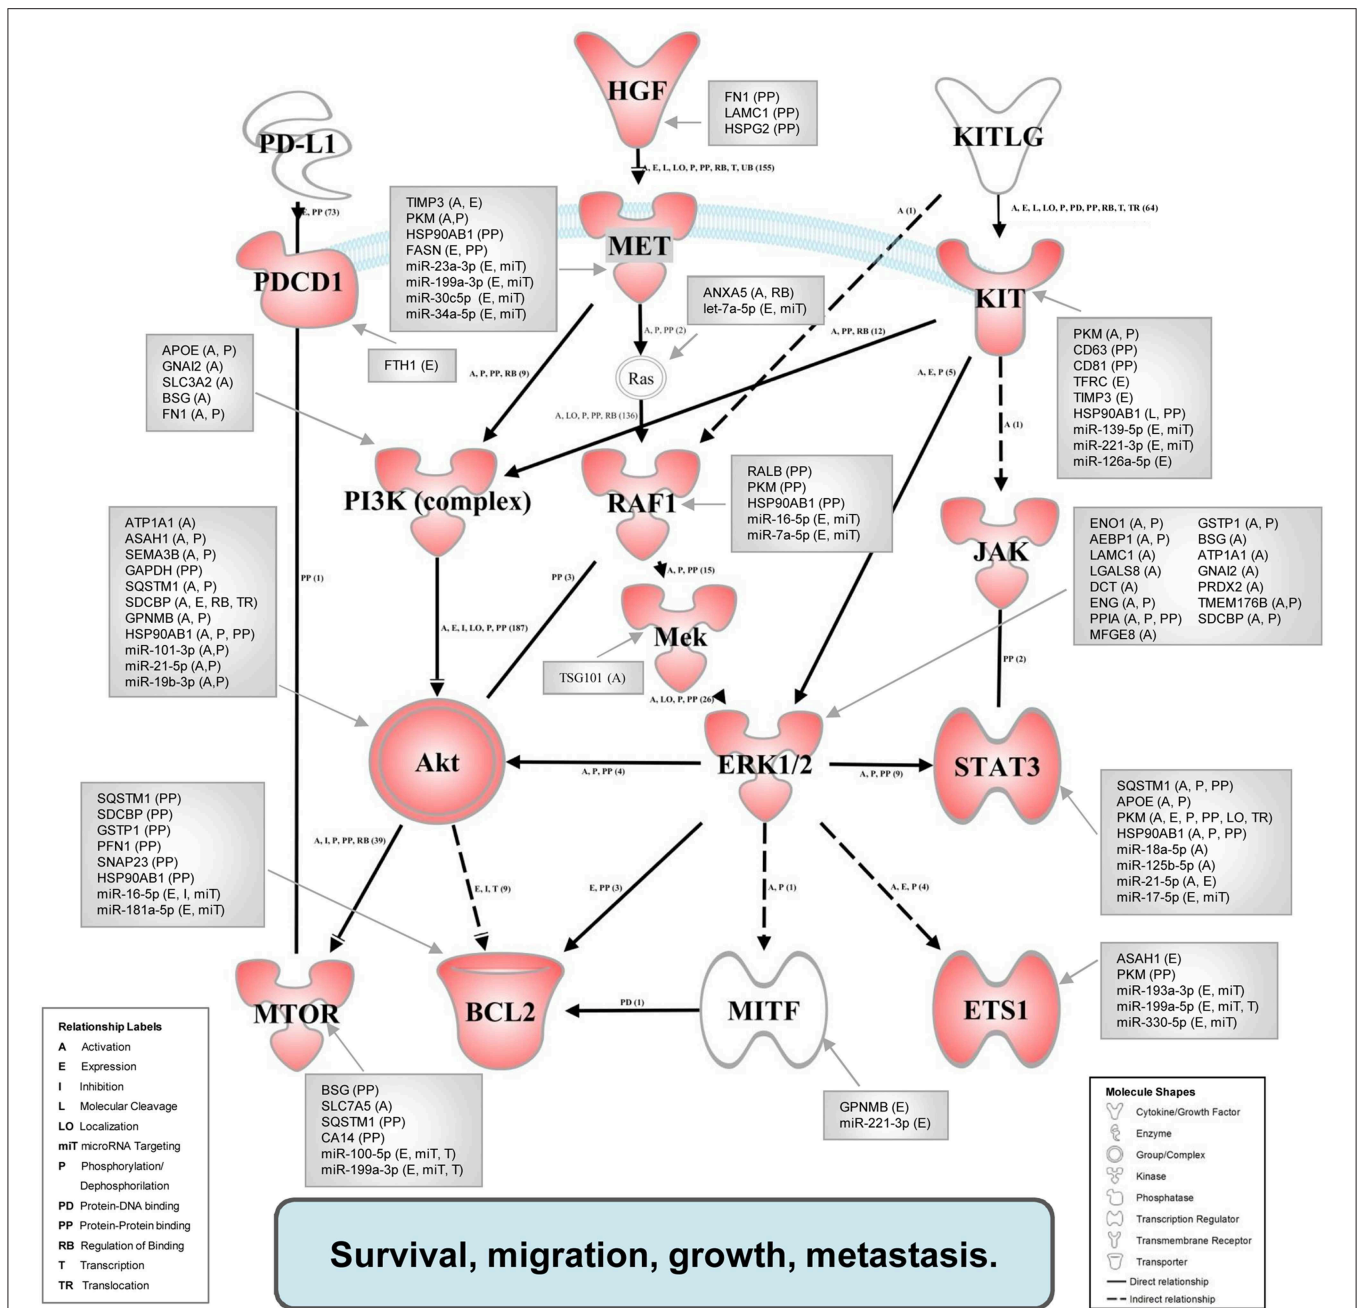 HGF
FN1 (PP)
LAMC1 (PP)
HSPG2 (PP)
PD-L1
KITLG
A, E, L, LO, P, PP, RB, T, UB (155)
E, PP (73)
TIMP3 (A, E)
PKM (A,P)
HSP90AB1 (PP)
FASN (E, PP)
miR-23a-3p (E, miT)
miR-199a-3p (E, miT)
miR-30c5p (E, miT)
miR-34a-5p (E, miT)
A (1)
A, E, L, LO, P, PD, PP, RB, T, TR (64)
MET
PDCD1
KIT
ANXA5 (A, RB)
let-7a-5p (E, miT)
FTH1 (E)
A, P, PP (2)
A, PP, RB (12)
PKM (A, P)
CD63 (PP)
CD81 (PP)
TFRC (E)
TIMP3 (E)
HSP90AB1 (L, PP)
miR-139-5p (E, miT)
miR-221-3p (E, miT)
miR-126a-5p (E)
APOE (A, P)
GNAI2 (A)
SLC3A2 (A)
BSG (A)
FN1 (A, P)
A, P, PP, RB (9)
Ras
A, E, P (5)
A, LO, P, PP, RB (136)
A (1)
PI3K (complex)
RAF1
RALB (PP)
PKM (PP)
HSP90AB1 (PP)
miR-16-5p (E, miT)
miR-7a-5p (E, miT)
JAK
ENO1 (A, P)
AEBP1 (A, P)
LAMC1 (A)
LGALS8 (A)
DCT (A)
ENG (A, P)
PPIA (A, P, PP)
MFGE8 (A)
GSTP1 (A, P)
BSG (A)
ATP1A1 (A)
GNAI2 (A)
PRDX2 (A)
TMEM176B (A,P)
SDCBP (A, P)
ATP1A1 (A)
ASAH1 (A, P)
SEMA3B (A, P)
GAPDH (PP)
SQSTM1 (A, P)
SDCBP (A, E, RB, TR)
GPNMB (A, P)
HSP90AB1 (A, P, PP)
miR-101-3p (A,P)
miR-21-5p (A,P)
miR-19b-3p (A,P)
PP (1)
PP (3)
A, P, PP (15)
A, E, I, LO, P, PP (187)
Mek
TSG101 (A)
A, LO, P, PP (26)
PP (2)
Akt
ERK1/2
STAT3
A, P, PP (4)
A, P, PP (9)
SQSTM1 (PP)
SDCBP (PP)
GSTP1 (PP)
PFN1 (PP)
SNAP23 (PP)
HSP90AB1 (PP)
miR-16-5p (E, I, miT)
miR-181a-5p (E, miT)
SQSTM1 (A, P, PP)
APOE (A, P)
PKM (A, E, P, PP, LO, TR)
HSP90AB1 (A, P, PP)
miR-18a-5p (A)
miR-125b-5p (A)
miR-21-5p (A, E)
miR-17-5p (E, miT)
A, I, P, PP, RB (39)
E, I, T (9)
E, PP (3)
A, P (1)
A, E, P (4)
MTOR
BCL2
PD (1)
MITF
ETS1
ASAH1 (E)
PKM (PP)
miR-193a-3p (E, miT)
miR-199a-5p (E, miT, T)
miR-330-5p (E, miT)
BSG (PP)
SLC7A5 (A)
SQSTM1 (PP)
CA14 (PP)
miR-100-5p (E, miT, T)
miR-199a-3p (E, miT, T)
GPNMB (E)
miR-221-3p (E)
Relationship Labels
A Activation
E Expression
I Inhibition
L Molecular Cleavage
LO Localization
miT microRNA Targeting
P Phosphorylation/
Dephosphorilation
PD Protein-DNA binding
PP Protein-Protein binding
RB Regulation of Binding
T Transcription
TR Translocation
Molecule Shapes
Cytokine/Growth Factor
Enzyme
Group/Complex
Kinase
Phosphatase
Transcription Regulator
Transmembrane Receptor
Transporter
Direct relationship
Indirect relationship
Survival, migration, growth, metastasis.